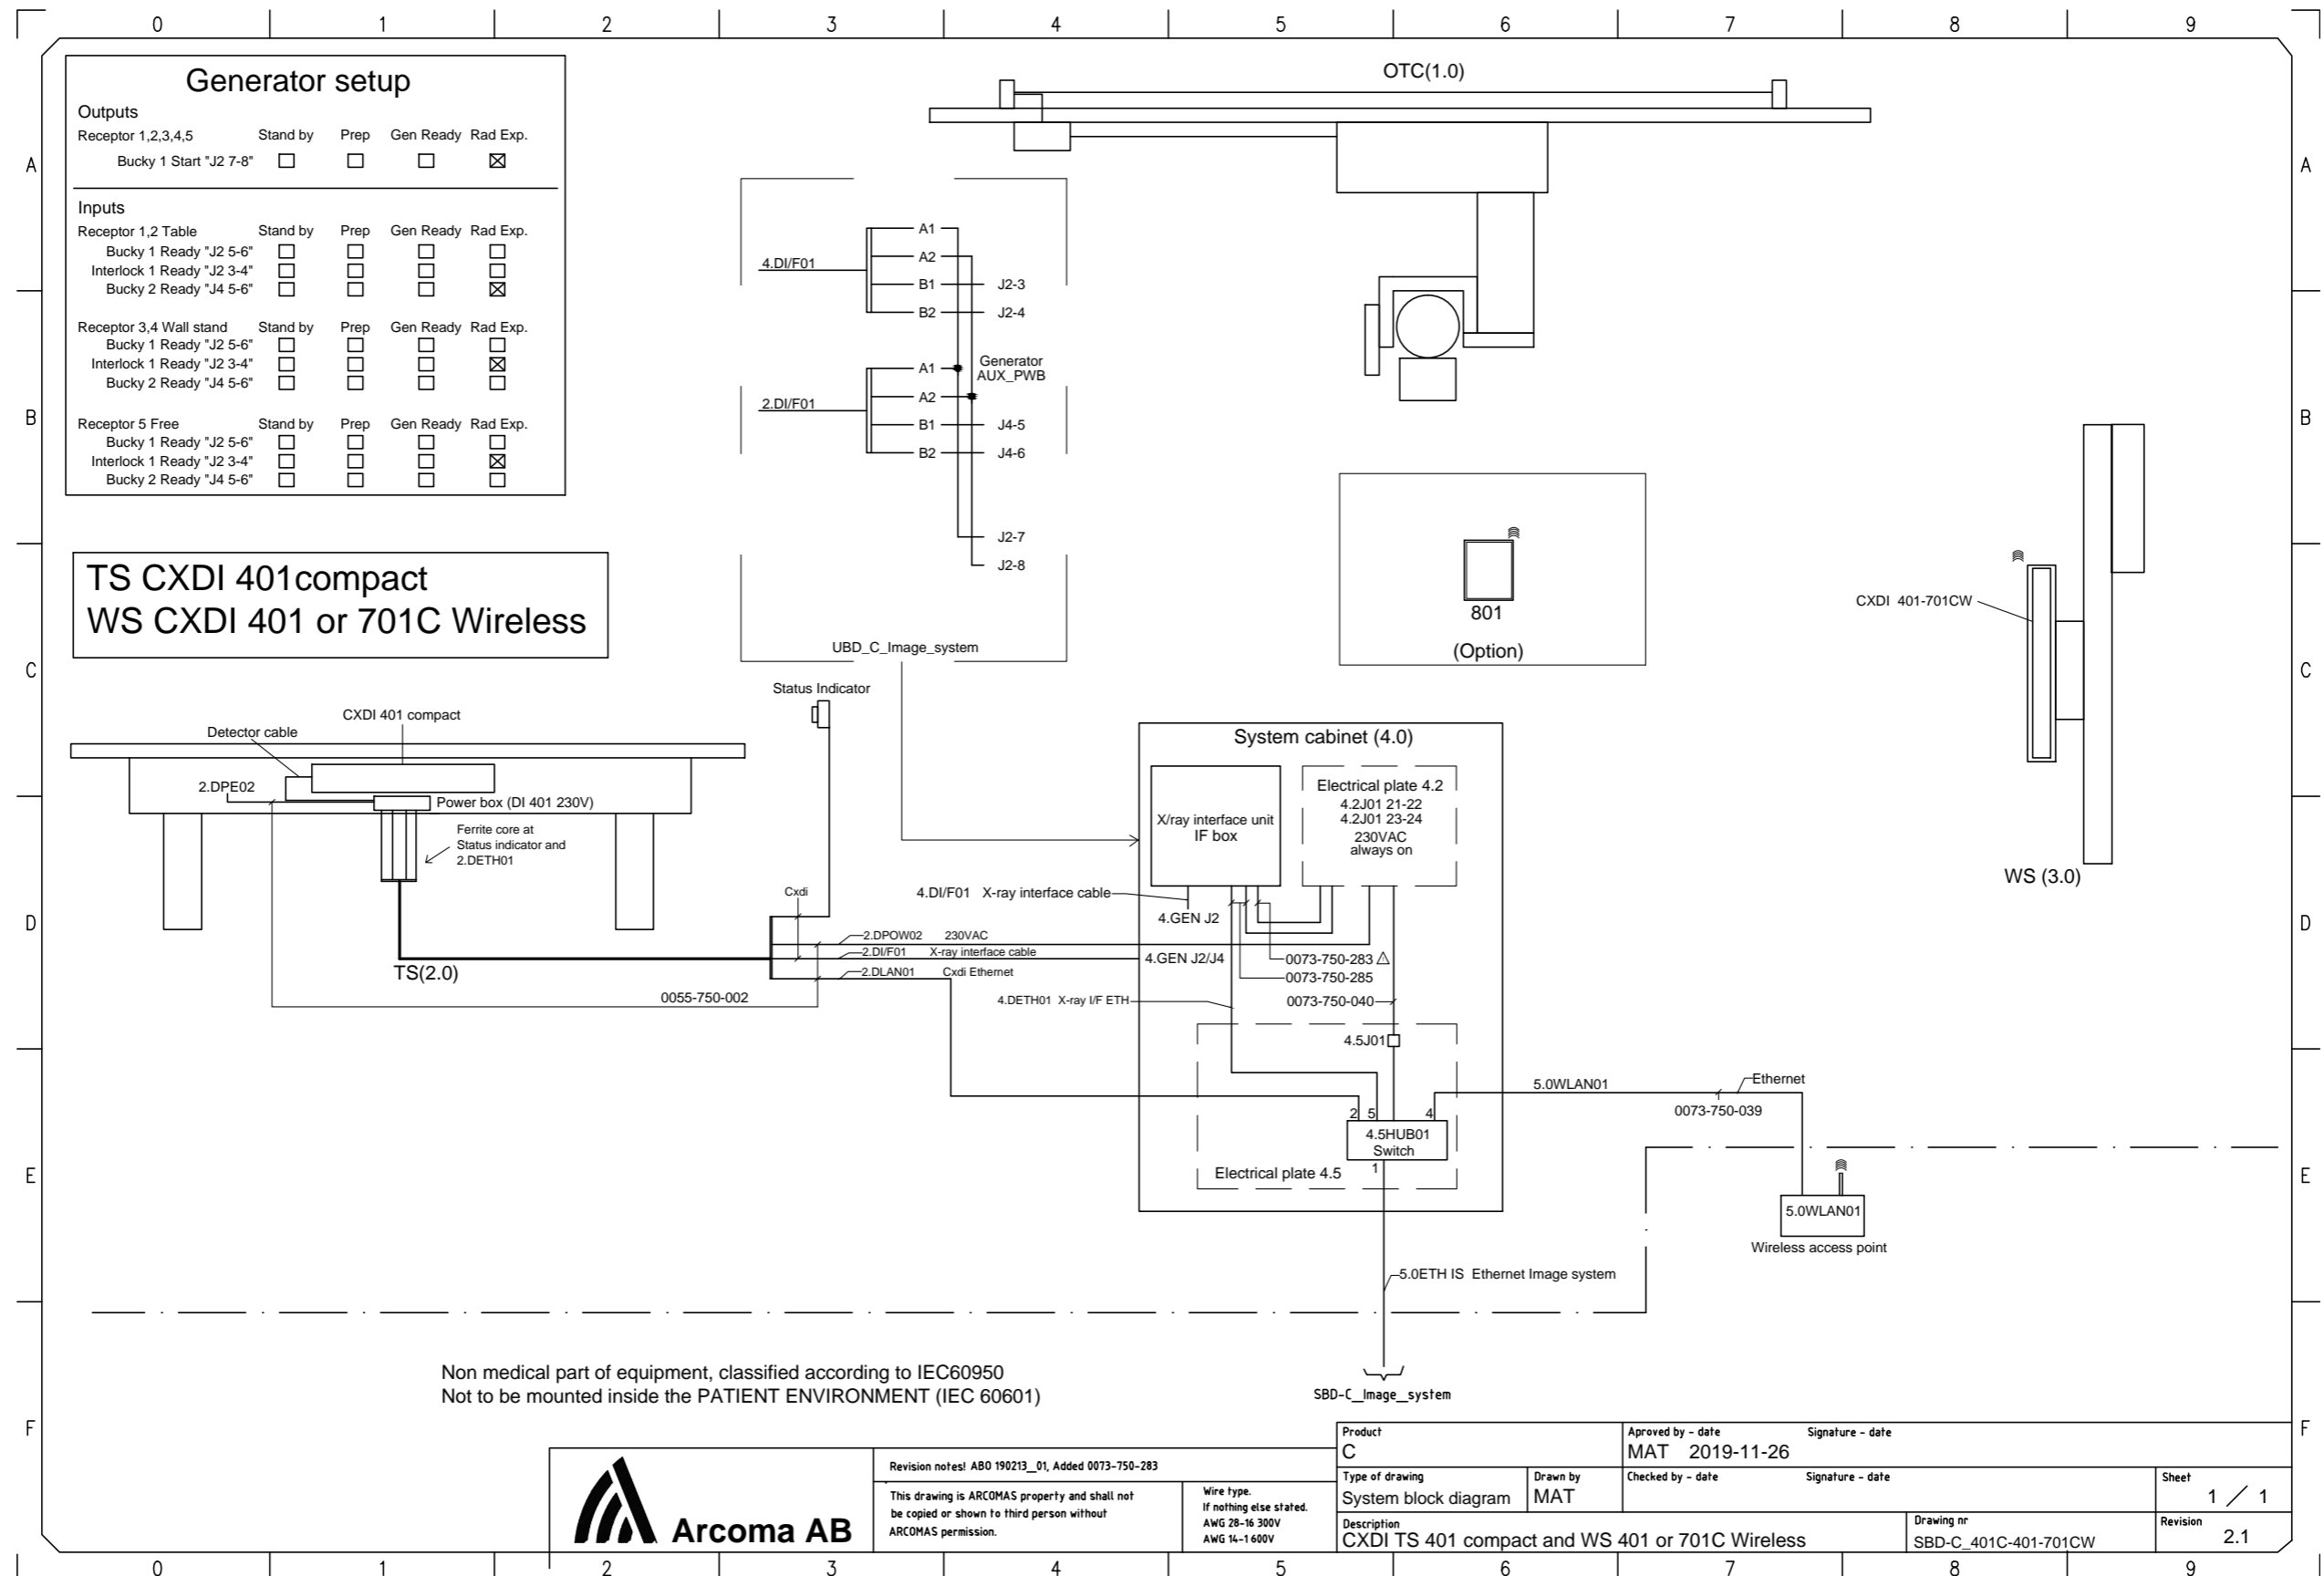 0 1 2 3 4 5 6 7 8 9
A
B
C
D
E
F
A
B
C
D
E
F
Generator setup
Outputs
Receptor 1,2,3,4,5 Stand by Prep Gen Ready Rad Exp.
Bucky 1 Start "J2 7-8"
Inputs
Receptor 1,2 Table Stand by Prep Gen Ready Rad Exp.
Bucky 1 Ready "J2 5-6"
Interlock 1 Ready "J2 3-4"
Bucky 2 Ready "J4 5-6"
Receptor 3,4 Wall stand Stand by Prep Gen Ready Rad Exp.
Bucky 1 Ready "J2 5-6"
Interlock 1 Ready "J2 3-4"
Bucky 2 Ready "J4 5-6"
Receptor 5 Free Stand by Prep Gen Ready Rad Exp.
Bucky 1 Ready "J2 5-6"
Interlock 1 Ready "J2 3-4"
Bucky 2 Ready "J4 5-6"
TS CXDI 401compact
WS CXDI 401 or 701C Wireless
OTC(1.0)
4.DI/F01
A1
A2
B1 J2-3
B2 J2-4
Generator
AUX_PWB
2.DI/F01
A1
A2
B1 J4-5
B2 J4-6
J2-7
J2-8
UBD_C_Image_system
801
(Option)
CXDI 401-701CW
WS (3.0)
Status Indicator
CXDI 401 compact
Detector cable
2.DPE02
Power box (DI 401 230V)
Ferrite core at
Status indicator and
2.DETH01
TS(2.0)
0055-750-002
Cxdi
2.DPOW02 230VAC
2.DI/F01 X-ray interface cable
2.DLAN01 Cxdi Ethernet
System cabinet (4.0)
X/ray interface unit
IF box
Electrical plate 4.2
4.2J01 21-22
4.2J01 23-24
230VAC
always on
4.DI/F01 X-ray interface cable
4.GEN J2
4.GEN J2/J4
0073-750-283
0073-750-285
0073-750-040
4.DETH01 X-ray I/F ETH
4.5J01
2 5 4
4.5HUB01
Switch
1
Electrical plate 4.5
5.0WLAN01
Ethernet
0073-750-039
5.0WLAN01
Wireless access point
5.0ETH IS Ethernet Image system
SBD-C_Image_system
Non medical part of equipment, classified according to IEC60950
Not to be mounted inside the PATIENT ENVIRONMENT (IEC 60601)
Arcoma AB
Revision notes! ABO 190213_01, Added 0073-750-283
This drawing is ARCOMAS property and shall not
be copied or shown to third person without
ARCOMAS permission.
Wire type.
If nothing else stated.
AWG 28-16 300V
AWG 14-1 600V
Product
C
Aproved by - date Signature - date
MAT 2019-11-26
Type of drawing
System block diagram
Drawn by
MAT
Checked by - date Signature - date
Sheet
1 / 1
Description
CXDI TS 401 compact and WS 401 or 701C Wireless
Drawing nr
SBD-C_401C-401-701CW
Revision
2.1
0 1 2 3 4 5 6 7 8 9